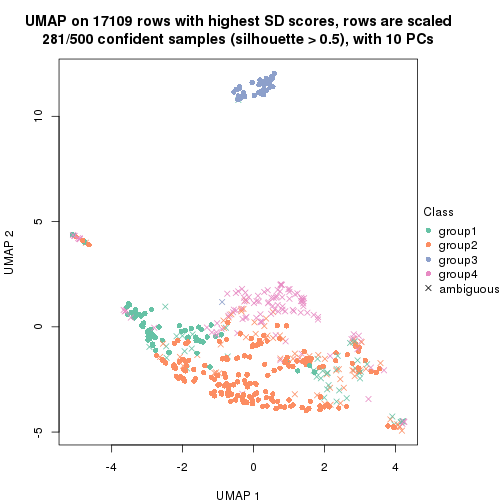 UMAP on 17109 rows with highest SD scores, rows are scaled
281/500 confident samples (silhouette > 0.5), with 10 PCs
10
5
0
-5
UMAP 2
-4
-2
0
2
4
UMAP 1
Class
group1
group2
group3
group4
ambiguous